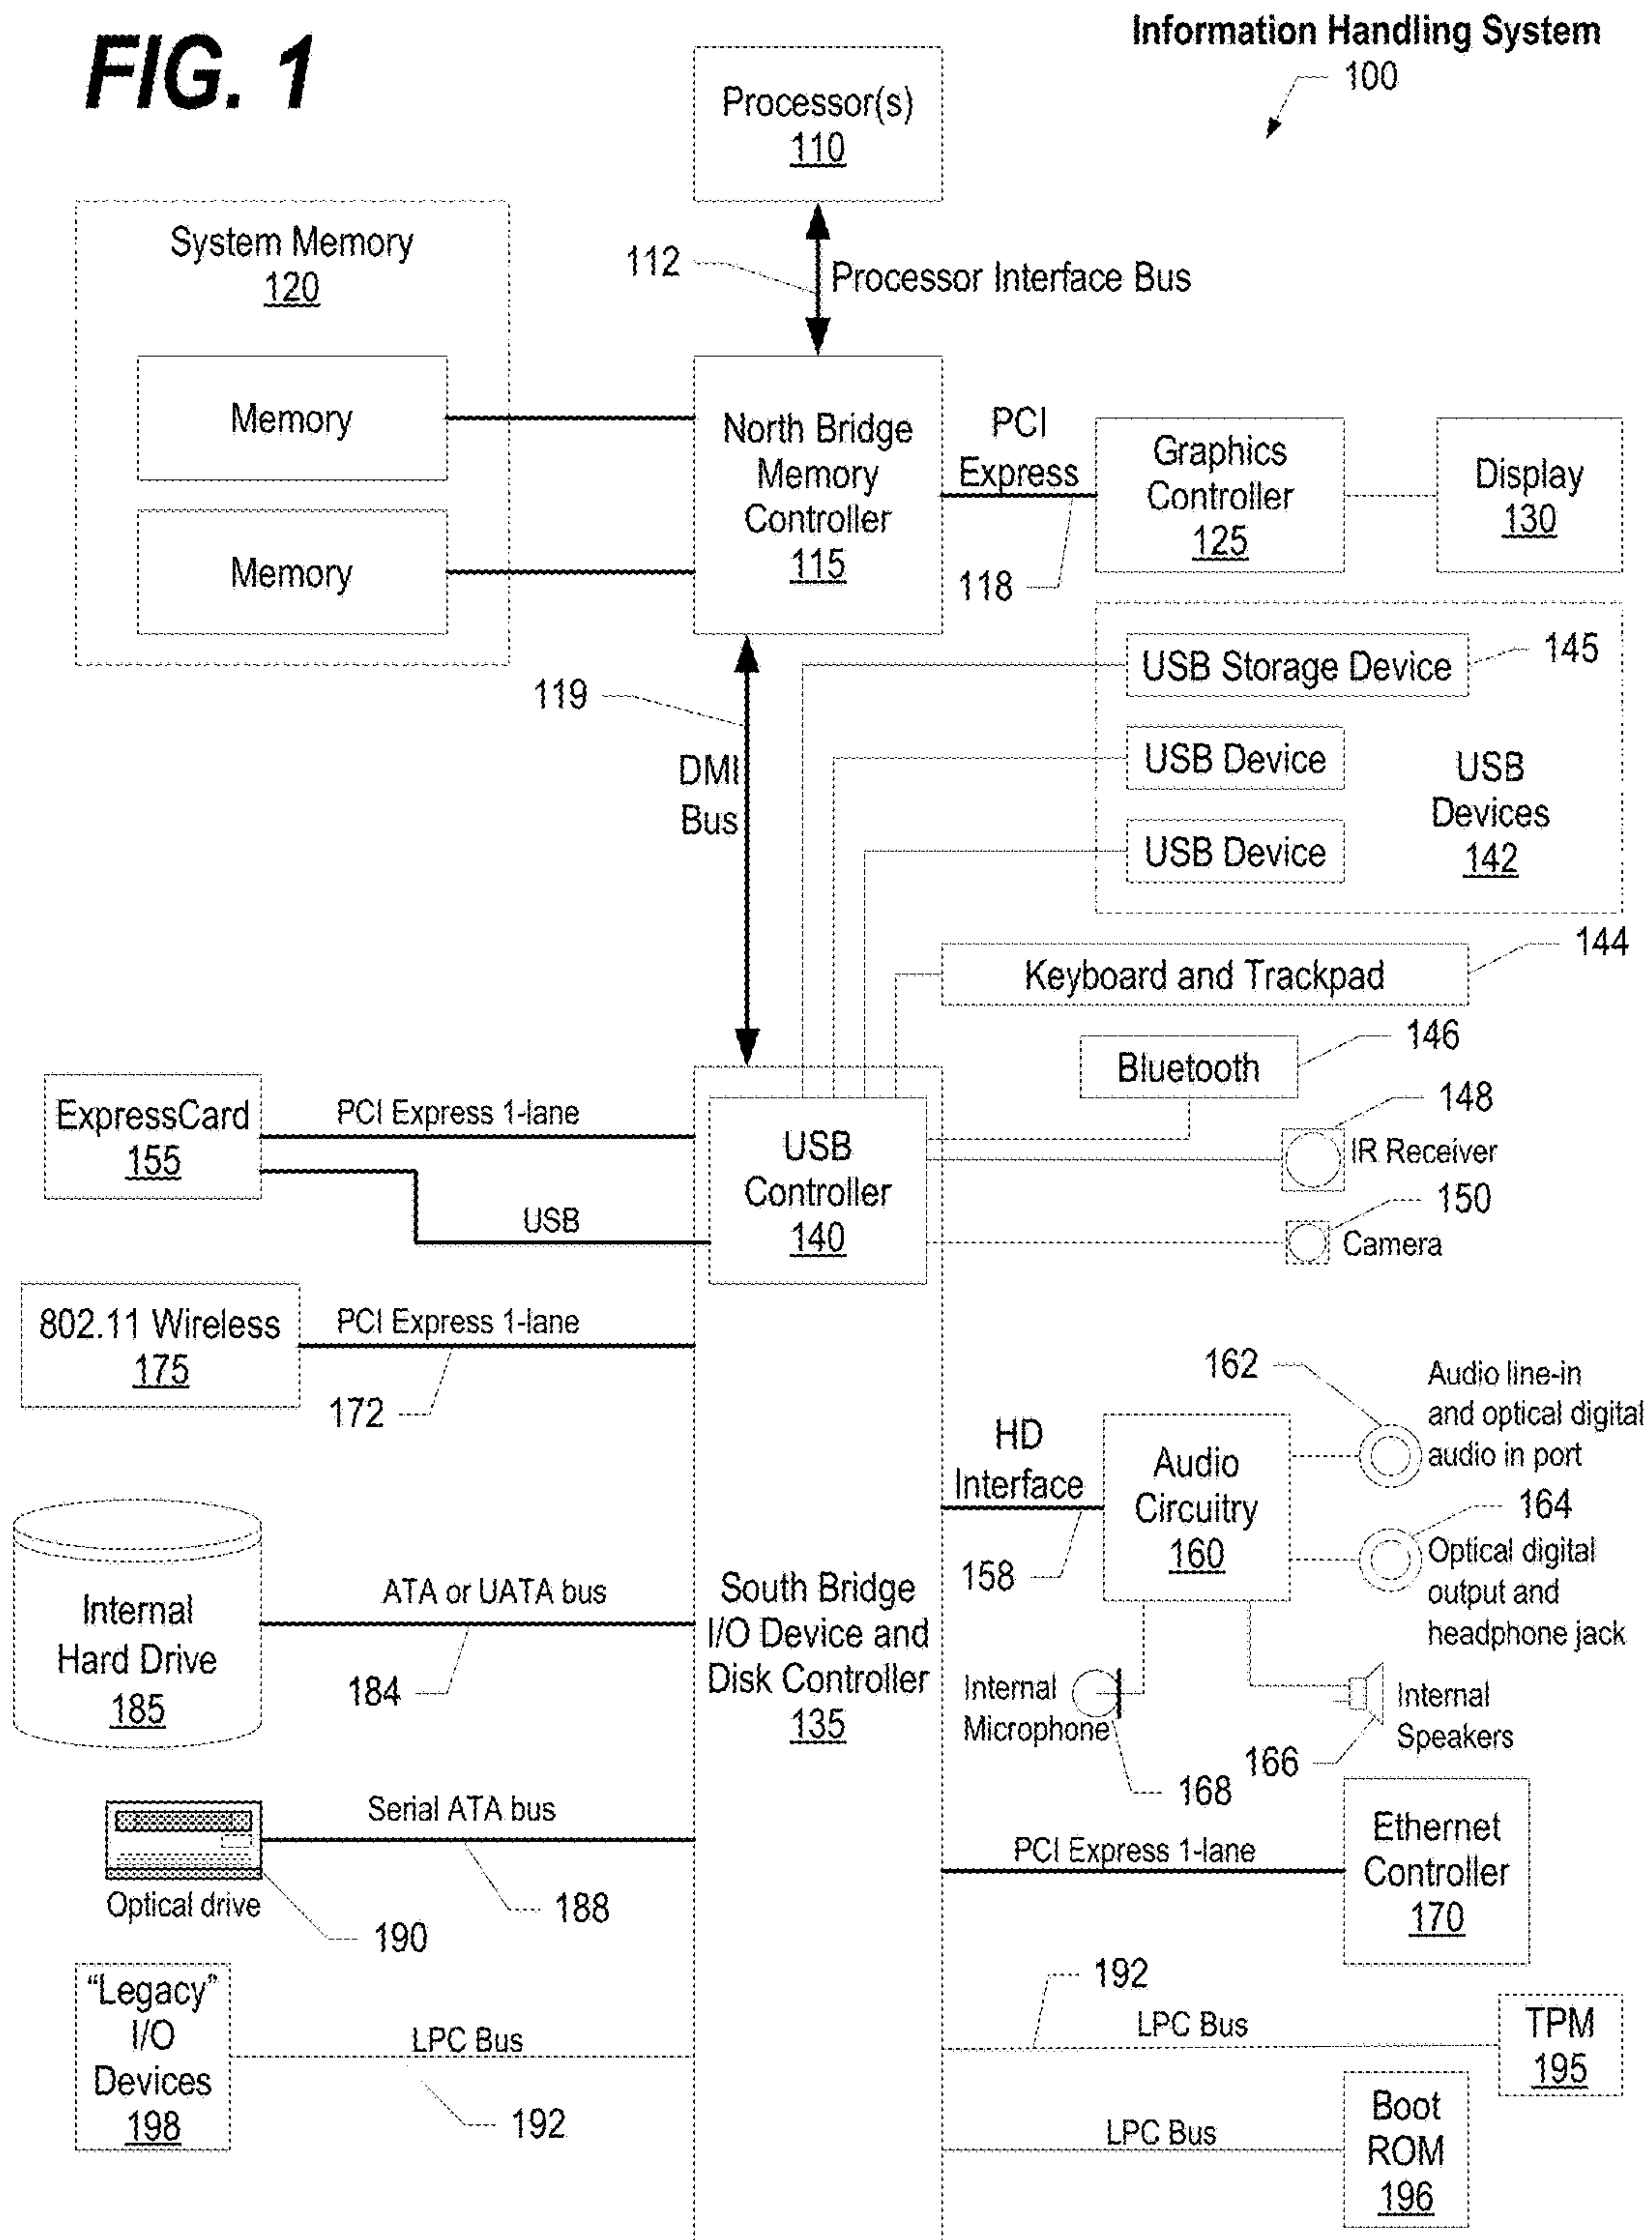 FIG. 1
Information Handling System
100
Processor(s)
110
System Memory
120
112
Processor Interface Bus
Memory
Memory
North Bridge
Memory
Controller
115
PCI
Express
118
Graphics
Controller
125
Display
130
119
DMI
Bus
USB Storage Device
145
USB Device
USB Device
USB
Devices
142
Keyboard and Trackpad
144
Bluetooth
146
148
IR Receiver
150
Camera
ExpressCard
155
PCI Express 1-lane
USB
USB
Controller
140
802.11 Wireless
175
PCI Express 1-lane
172
162
Audio line-in
and optical digital
audio in port
HD
Interface
158
Audio
Circuitry
160
164
Optical digital
output and
headphone jack
Internal
Hard Drive
185
ATA or UATA bus
184
South Bridge
I/O Device and
Disk Controller
135
Internal
Microphone
168
166
Internal
Speakers
Optical drive
190
Serial ATA bus
188
PCI Express 1-lane
Ethernet
Controller
170
"Legacy"
I/O
Devices
198
LPC Bus
192
192
LPC Bus
TPM
195
LPC Bus
Boot
ROM
196